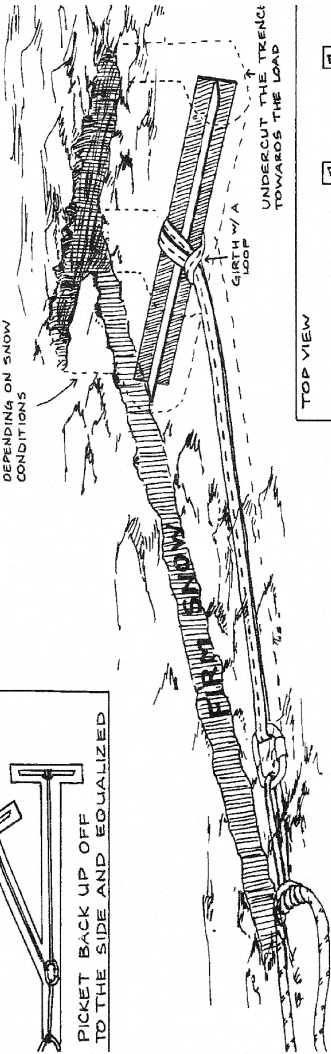 DEPENDING ON SNOW
CONDITIONS
UNDERCUT THE TRENCH
TOWARDS THE LOAD
GIRTH W/ A
LOOP
TOP VIEW
FIRM SNOW
PICKET BACK UP OFF
TO THE SIDE AND EQUALIZED